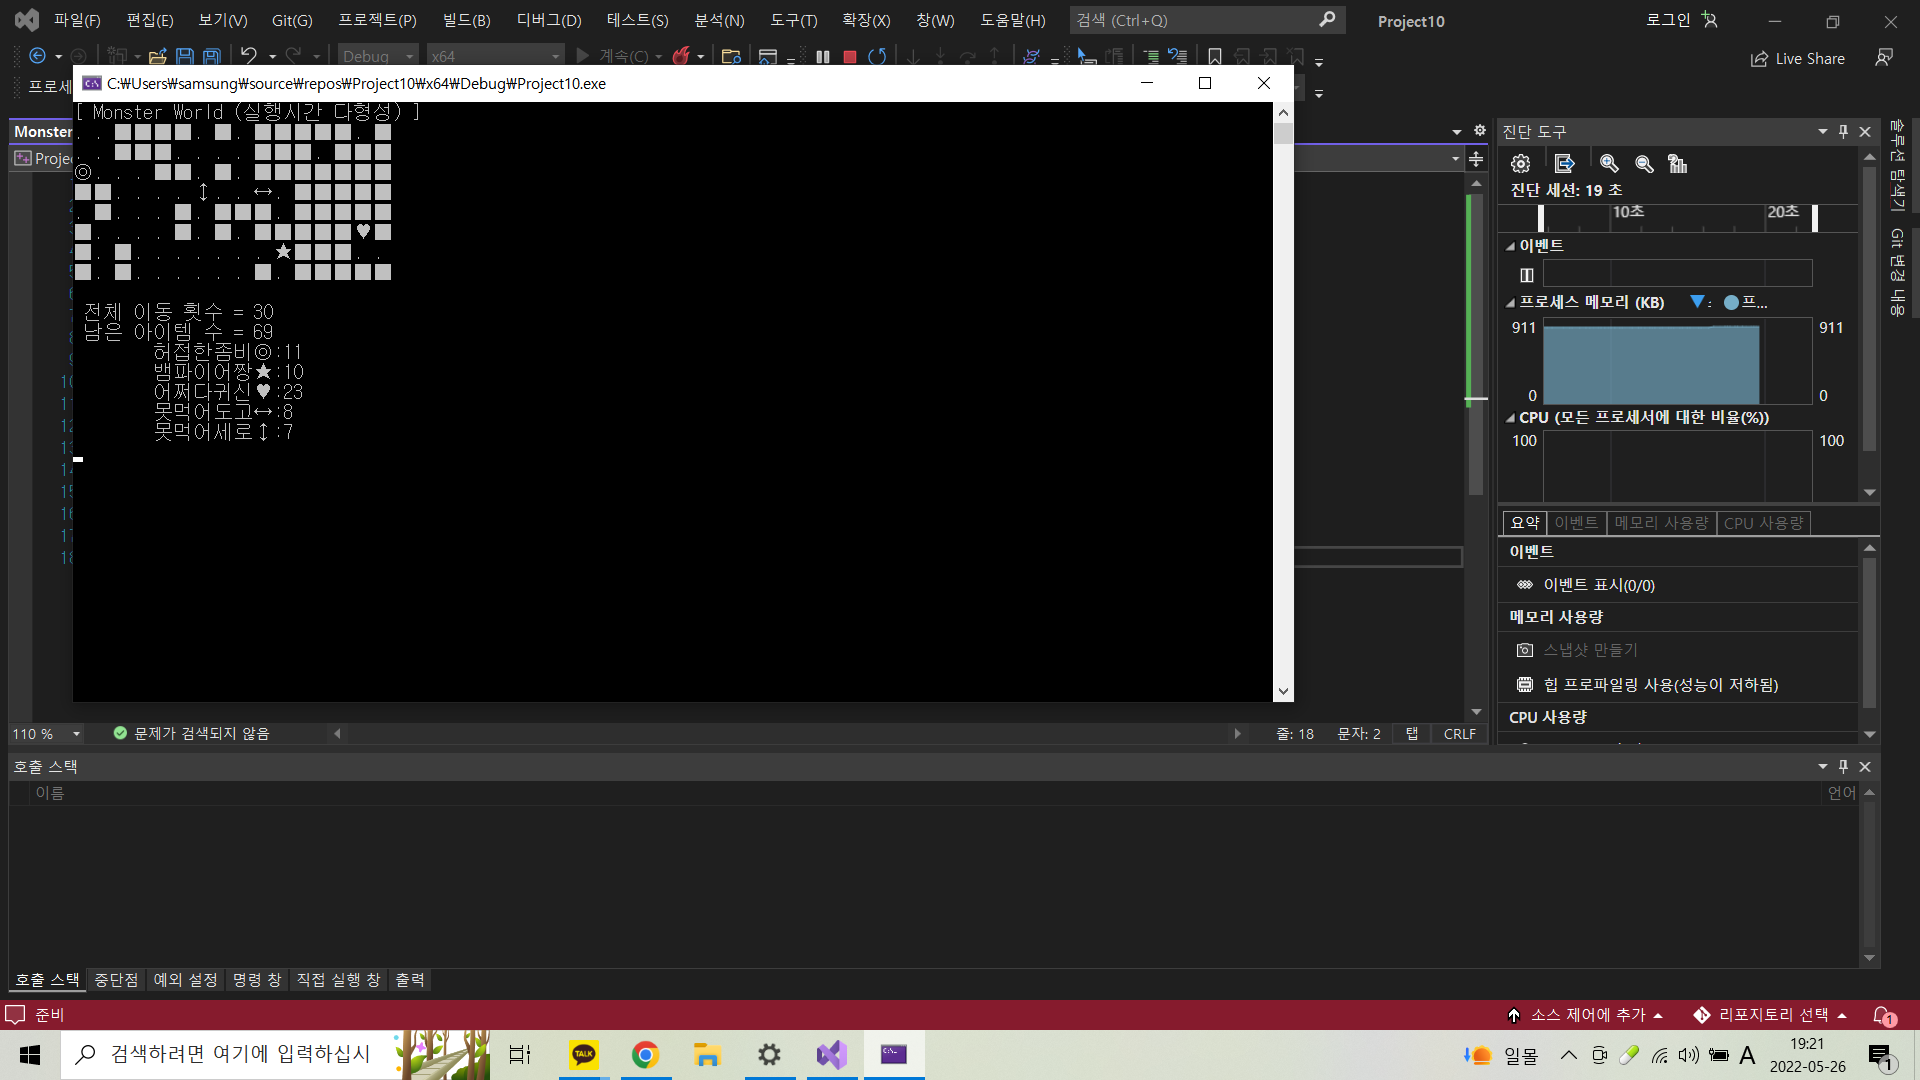 파일(F) 편집(E) 보기(V) Git(G) 프로젝트(P) 빌드(B) 디버그(D) 테스트(S) 분석(N) 도구(T) 확장(X) 창(W) 도움말(H) 검색 (Ctrl+Q) Project10 로그인
Debug x64 계속(C) Live Share
프로세
C:₩Users₩samsung₩source₩repos₩Project10₩x64₩Debug₩Project10.exe
[ Monster World (실행시간 다형성) ]
. . ■■■■ . ■ . ■■■■■ . ■
. . ■■■ . . . . ■■■ . ■■■
◎ . . . ■■ . ■ . ■■■■■■■
■■ . . . . ↕ . . ↔ . ■■■■■
. ■ . . . ■ . ■■■ . ■■■■■
■ . . . . ■ . ■ . ■■■■■♥■
■ . ■ . . . . . . . ★■■■ . .
■ . ■ . . . . . . ■ . ■■■■■
전체 이동 횟수 = 30
남은 아이템 수 = 69
허접한좀비◎:11
뱀파이어짱★:10
어쩌다귀신♥:23
못먹어도고↔:8
못먹어세로↕:7
Monster
Projec
110 % 문제가 검색되지 않음 줄: 18 문자: 2 탭 CRLF
진단 도구
진단 세션: 19 초
10초 20초
이벤트
프로세스 메모리 (KB) 프...
911 911
0 0
CPU (모든 프로세서에 대한 비율(%))
100 100
요약 이벤트 메모리 사용량 CPU 사용량
이벤트
이벤트 표시(0/0)
메모리 사용량
스냅샷 만들기
힙 프로파일링 사용(성능이 저하됨)
CPU 사용량
솔루션 탐색기
Git 변경 내용
호출 스택
이름 언어
호출 스택 중단점 예외 설정 명령 창 직접 실행 창 출력
준비 소스 제어에 추가 리포지토리 선택 1
검색하려면 여기에 입력하십시 TALK 일몰 A 19:21
2022-05-26 1